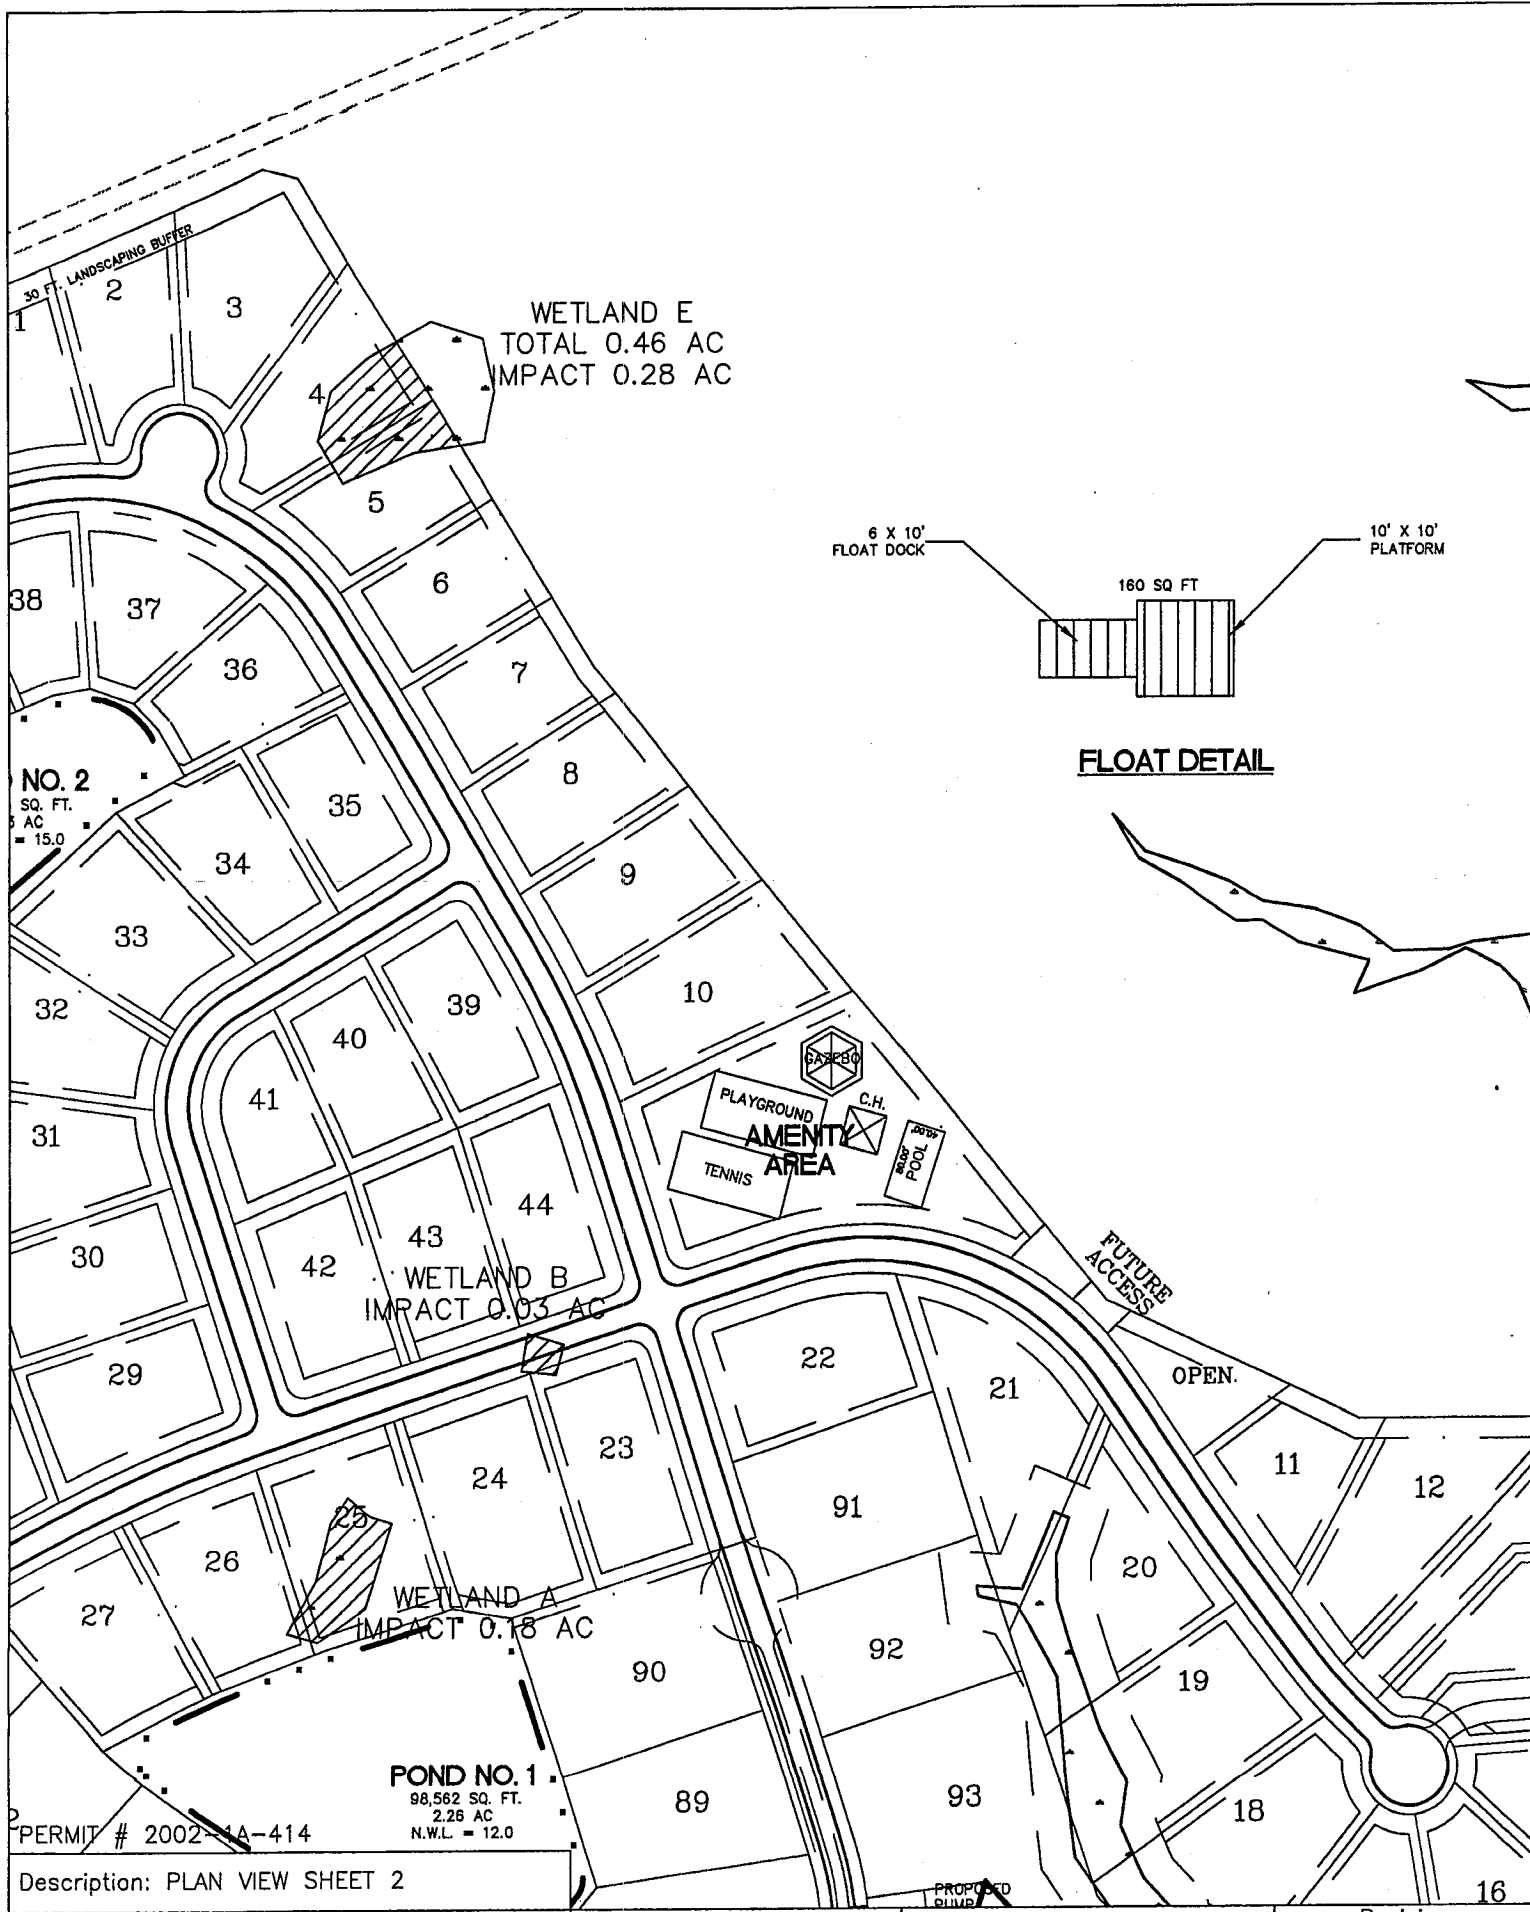 30 FT. LANDSCAPING BUFFER
1
2
3
4
WETLAND E
TOTAL 0.46 AC
IMPACT 0.28 AC
5
6
7
8
9
10
38
37
36
35
34
33
32
31
30
29
6 X 10'
FLOAT DOCK
10' X 10'
PLATFORM
160 SQ FT
FLOAT DETAIL
NO. 2
SQ. FT.
AC
= 15.0
39
40
41
42
43
44
GAZEBO
PLAYGROUND
C.H.
AMENITY
AREA
TENNIS
POOL
80.00'
40.00'
WETLAND B
IMPACT 0.03 AC
FUTURE
ACCESS
OPEN.
22
21
11
12
23
24
25
26
27
91
20
92
19
90
WETLAND A
IMPACT 0.18 AC
POND NO. 1
98,562 SQ. FT.
2.26 AC
N.W.L. = 12.0
89
93
18
16
PROPOSED
PUMP
PERMIT # 2002-1A-414
Description: PLAN VIEW SHEET 2